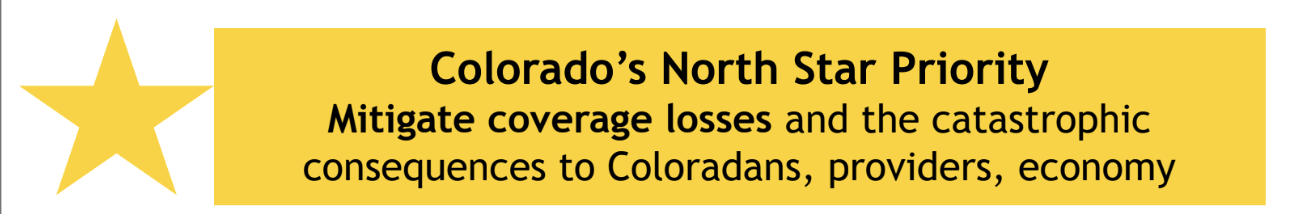 Colorado’s North Star Priority
Mitigate coverage losses and the catastrophic
consequences to Coloradans, providers, economy